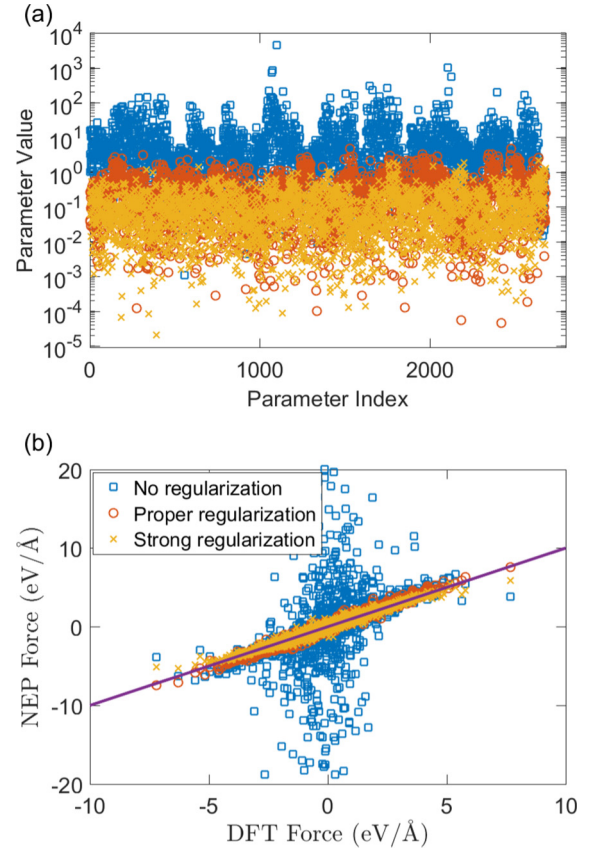 (a)
10^4
10^3
10^2
10^1
10^0
10^-1
10^-2
10^-3
10^-4
10^-5
Parameter Value
0 1000 2000
Parameter Index
(b)
20
10
0
-10
-20
NEP Force (eV/Å)
No regularization
Proper regularization
Strong regularization
-10 -5 0 5 10
DFT Force (eV/Å)